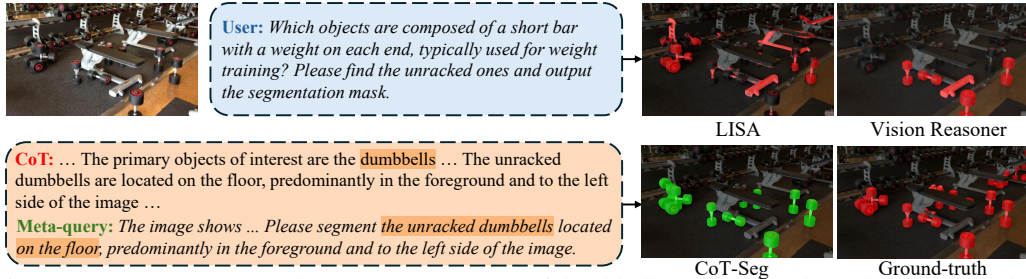 User: Which objects are composed of a short bar
with a weight on each end, typically used for weight
training? Please find the unracked ones and output
the segmentation mask.
LISA
Vision Reasoner
CoT: … The primary objects of interest are the dumbbells … The unracked
dumbbells are located on the floor, predominantly in the foreground and to the left
side of the image …
Meta-query: The image shows ... Please segment the unracked dumbbells located
on the floor, predominantly in the foreground and to the left side of the image.
CoT-Seg
Ground-truth